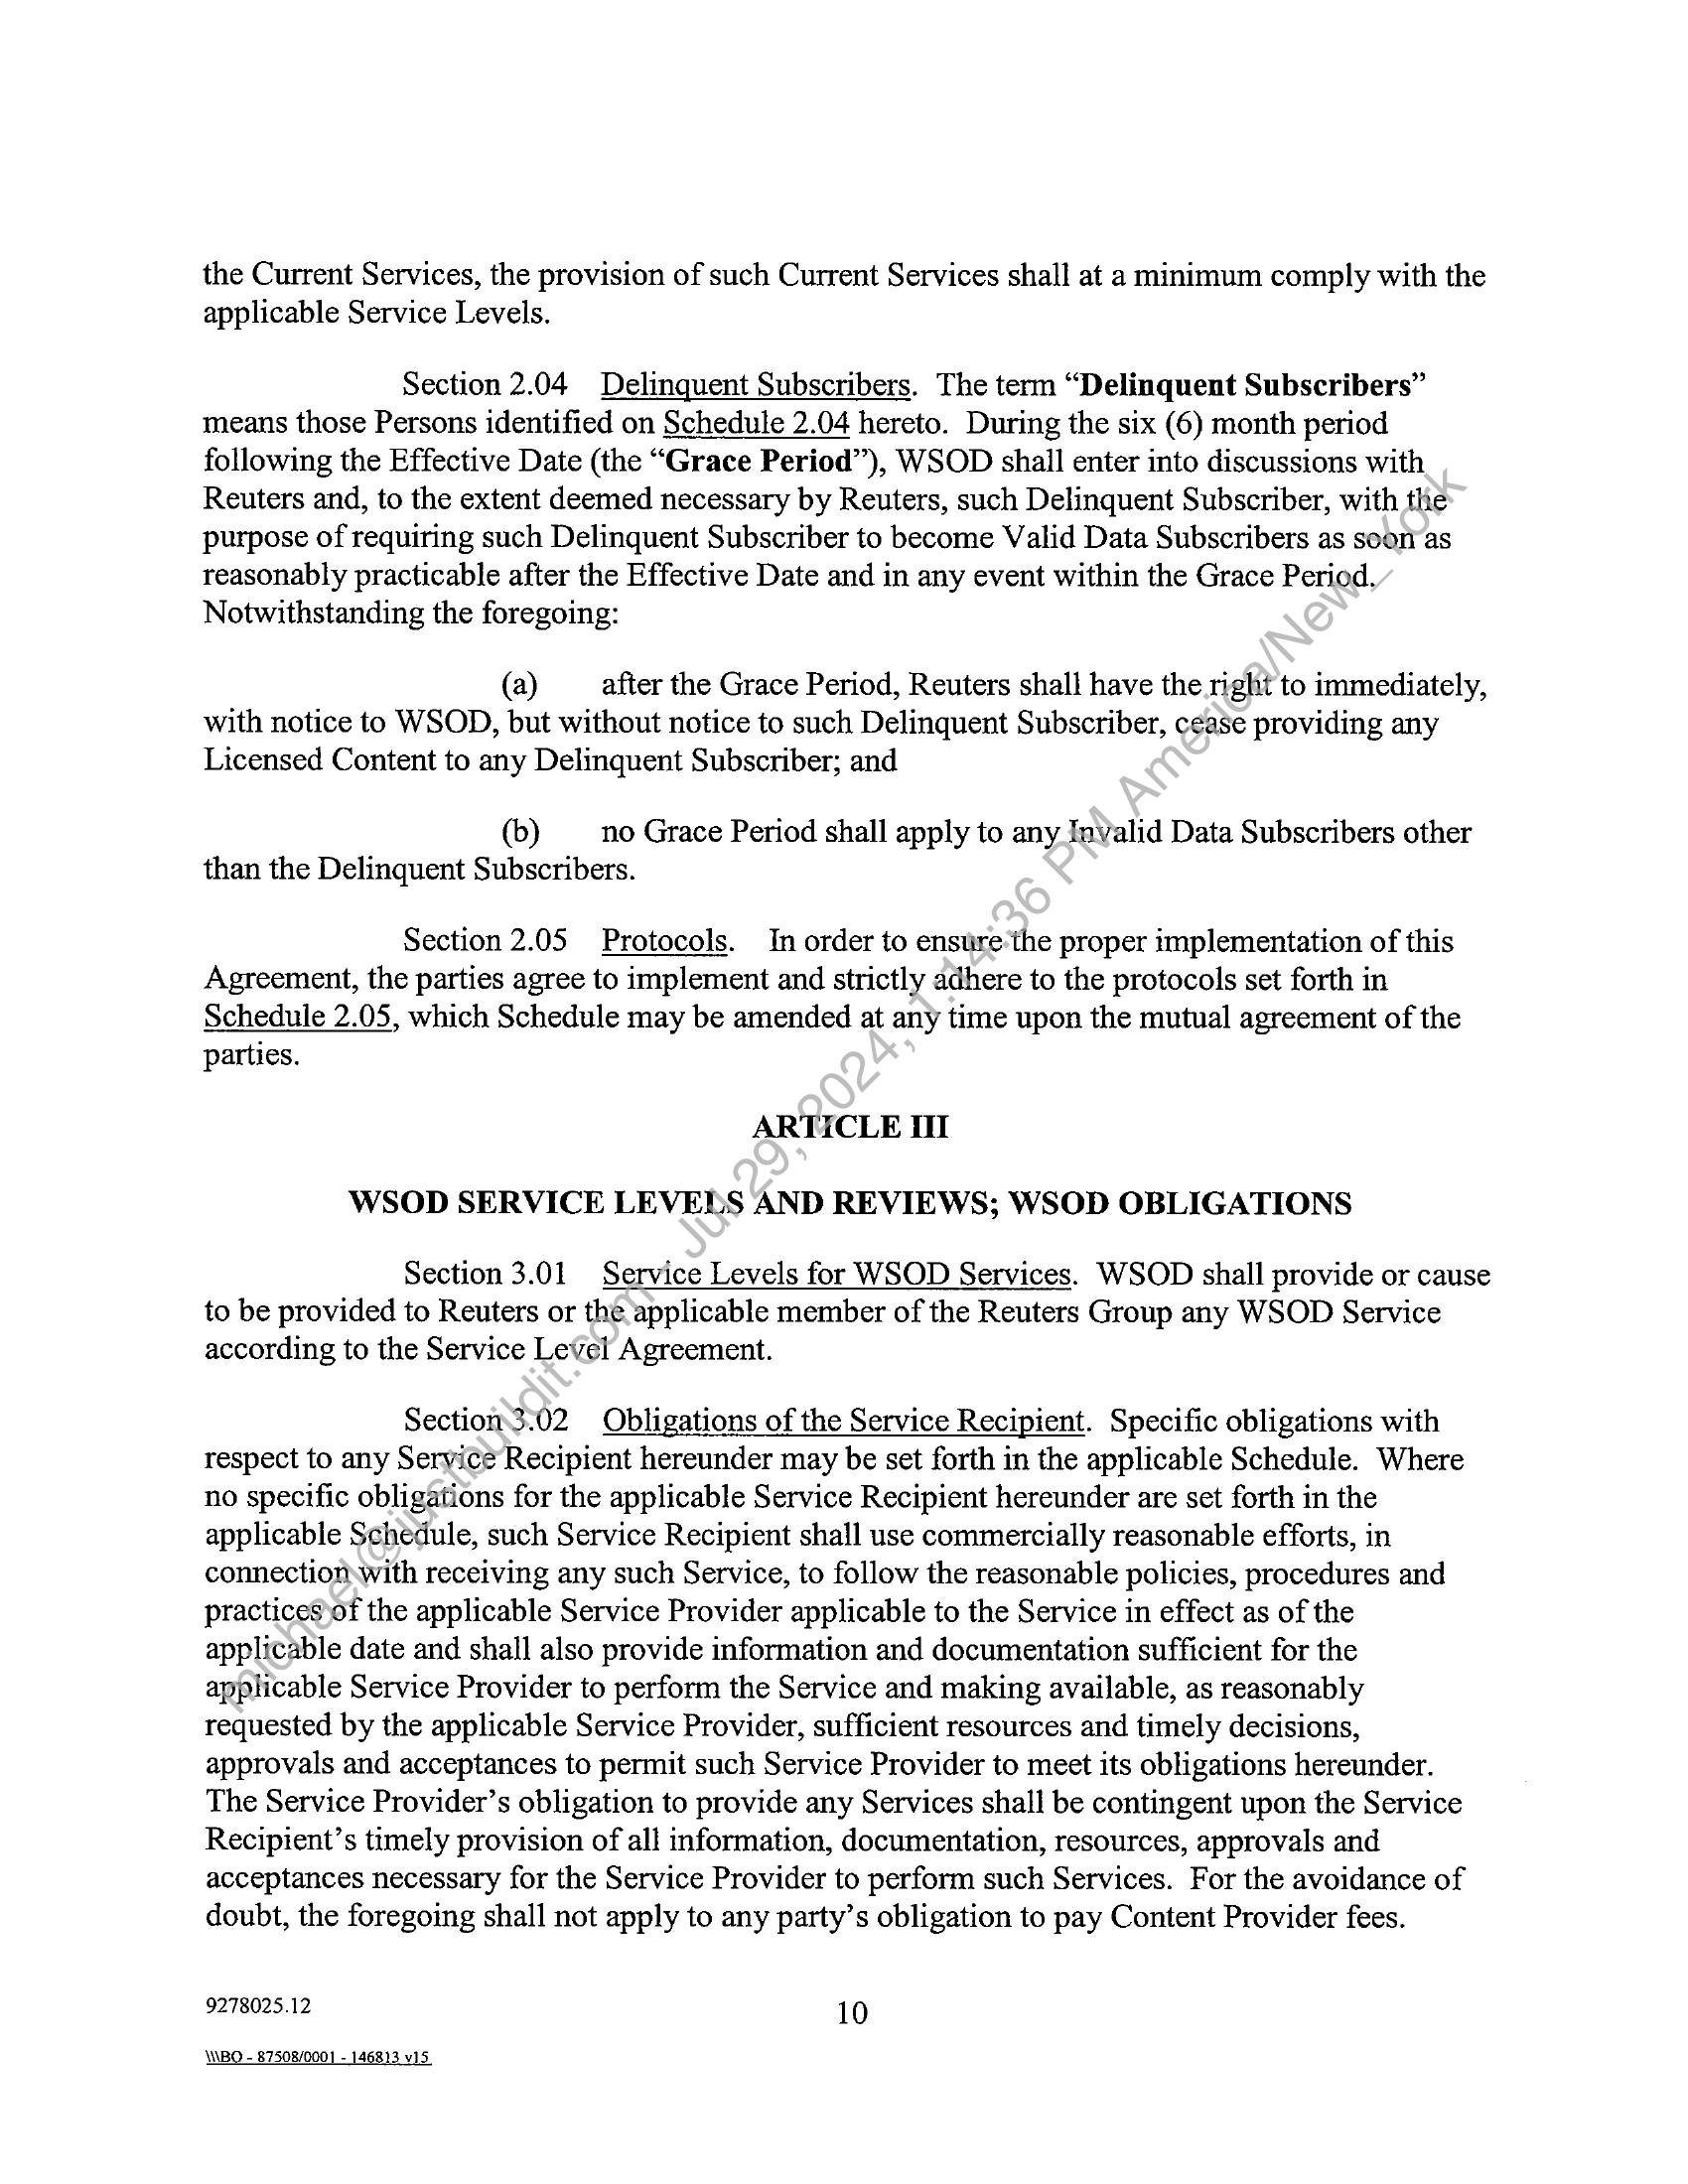 the Current Services, the provision of such Current Services shall at a minimum comply with the
applicable Service Levels.
Section 2.04 Delinquent Subscribers. The term “Delinquent Subscribers”
means those Persons identified on Schedule 2.04 hereto. During the six (6) month period
following the Effective Date (the “Grace Period”), WSOD shall enter into discussions with
Reuters and, to the extent deemed necessary by Reuters, such Delinquent Subscriber, with the
purpose of requiring such Delinquent Subscriber to become Valid Data Subscribers as soon as
reasonably practicable after the Effective Date and in any event within the Grace Period.
Notwithstanding the foregoing:
(a) after the Grace Period, Reuters shall have the right to immediately,
with notice to WSOD, but without notice to such Delinquent Subscriber, cease providing any
Licensed Content to any Delinquent Subscriber; and
(b) no Grace Period shall apply to any Invalid Data Subscribers other
than the Delinquent Subscribers.
Section 2.05 Protocols. In order to ensure the proper implementation of this
Agreement, the parties agree to implement and strictly adhere to the protocols set forth in
Schedule 2.05, which Schedule may be amended at any time upon the mutual agreement of the
parties.
ARTICLE III
WSOD SERVICE LEVELS AND REVIEWS; WSOD OBLIGATIONS
Section 3.01 Service Levels for WSOD Services. WSOD shall provide or cause
to be provided to Reuters or the applicable member of the Reuters Group any WSOD Service
according to the Service Level Agreement.
Section 3.02 Obligations of the Service Recipient. Specific obligations with
respect to any Service Recipient hereunder may be set forth in the applicable Schedule. Where
no specific obligations for the applicable Service Recipient hereunder are set forth in the
applicable Schedule, such Service Recipient shall use commercially reasonable efforts, in
connection with receiving any such Service, to follow the reasonable policies, procedures and
practices of the applicable Service Provider applicable to the Service in effect as of the
applicable date and shall also provide information and documentation sufficient for the
applicable Service Provider to perform the Service and making available, as reasonably
requested by the applicable Service Provider, sufficient resources and timely decisions,
approvals and acceptances to permit such Service Provider to meet its obligations hereunder.
The Service Provider’s obligation to provide any Services shall be contingent upon the Service
Recipient’s timely provision of all information, documentation, resources, approvals and
acceptances necessary for the Service Provider to perform such Services. For the avoidance of
doubt, the foregoing shall not apply to any party’s obligation to pay Content Provider fees.
9278025.12
10
\\\BO - 87508/0001 - 146813 v15
michael@justbuildit.com - Jul 29, 2024, 1:14:36 PM America/New_York